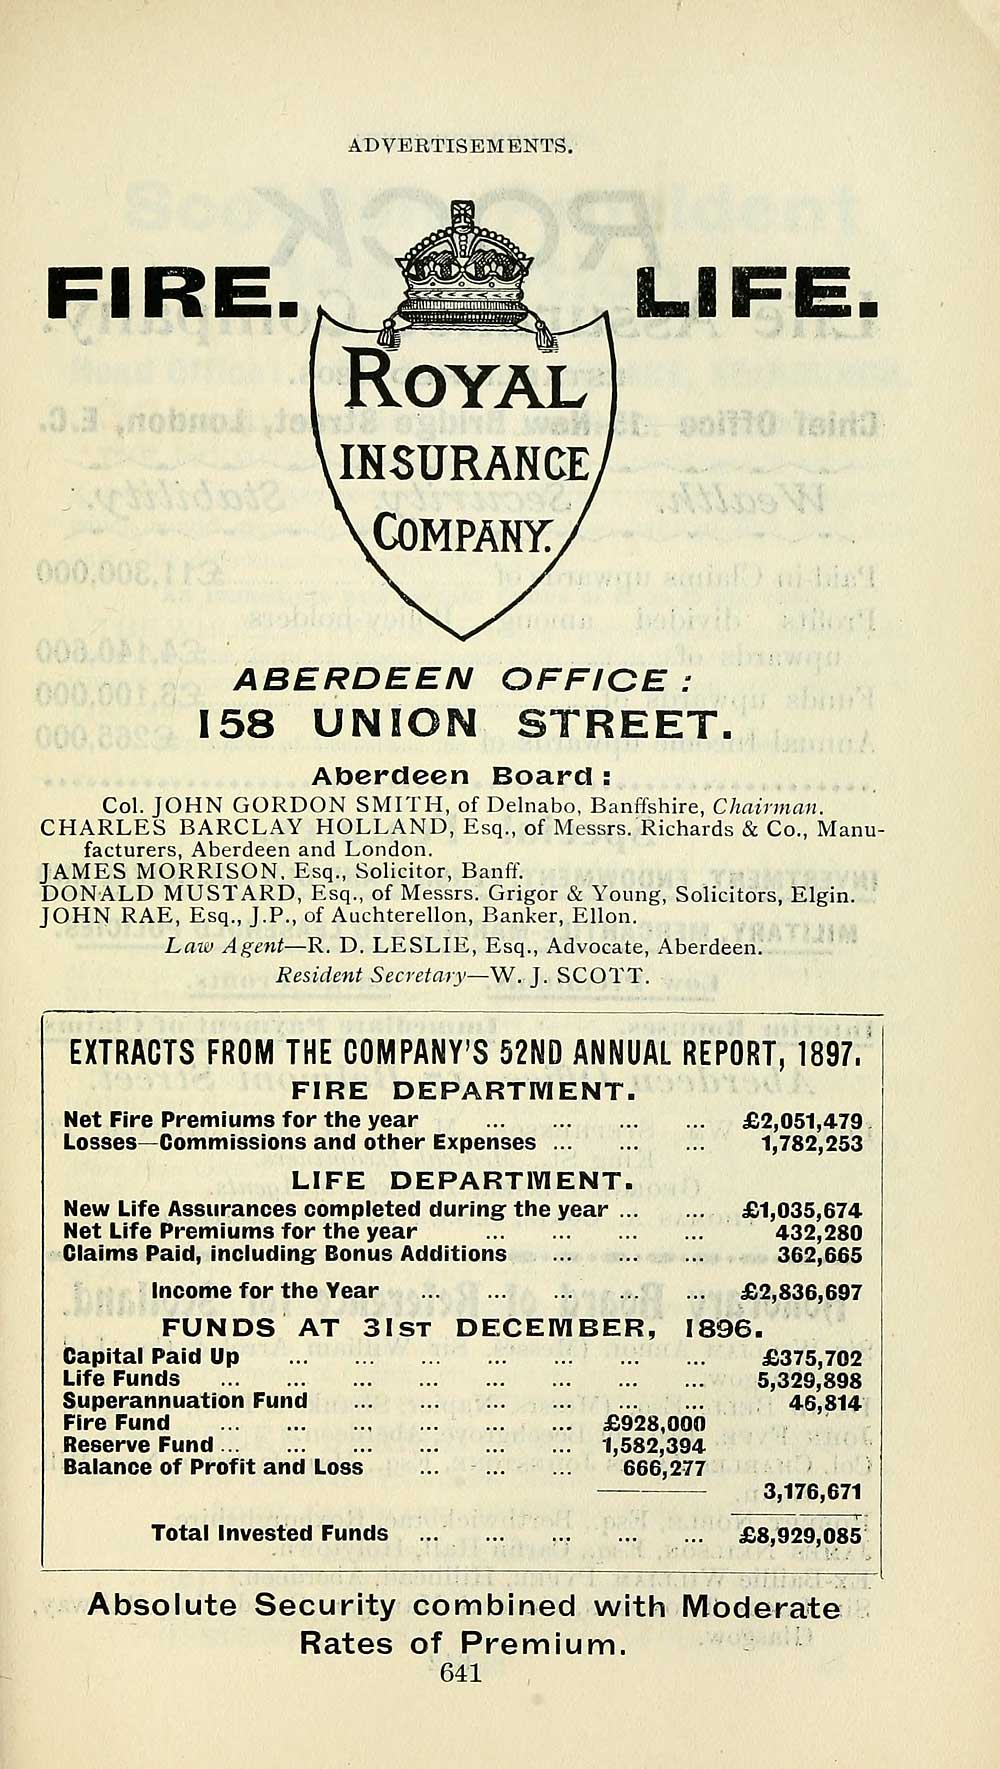 ADVERTISEMENTS.
FIRE. LIFE.
ROYAL
INSURANCE
COMPANY.
ABERDEEN OFFICE:
158 UNION STREET.
Aberdeen Board:
Col. JOHN GORDON SMITH, of Delnabo, Banffshire, Chairman.
CHARLES BARCLAY HOLLAND, Esq., of Messrs. Richards & Co., Manu-
facturers, Aberdeen and London.
JAMES MORRISON, Esq., Solicitor, Banff.
DONALD MUSTARD, Esq., of Messrs. Grigor & Young, Solicitors, Elgin.
JOHN RAE, Esq., J.P., of Auchterellon, Banker, Ellon.
Law Agent—R. D. LESLIE, Esq., Advocate, Aberdeen.
Resident Secretary—W. J. SCOTT.
EXTRACTS FROM THE COMPANY'S 52ND ANNUAL REPORT, 1897.
FIRE DEPARTMENT.
Net Fire Premiums for the year ... ... ... ... £2,051,479
Losses—Commissions and other Expenses ... ... ... 1,782,253
LIFE DEPARTMENT.
New Life Assurances completed during the year ... ... £1,035,674
Net Life Premiums for the year ... ... ... ... 432,280
Claims Paid, including Bonus Additions ... ... ... 362,665
Income for the Year ... ... ... ... ... £2,836,697
FUNDS AT 31ST DECEMBER, 1896.
Capital Paid Up ... ... ... ... ... ... ... £375,702
Life Funds ... ... ... ... ... ... ... ... 5,329,898
Superannuation Fund ... ... ... ... ... ... 46,814
Fire Fund ... ... ... ... ... £928,000
Reserve Fund ... ... ... ... ... ... 1,582,394
Balance of Profit and Loss ... ... ... 666,277
3,176,671
Total Invested Funds ... ... ... ... ... £8,929,085
Absolute Security combined with Moderate
Rates of Premium.
641